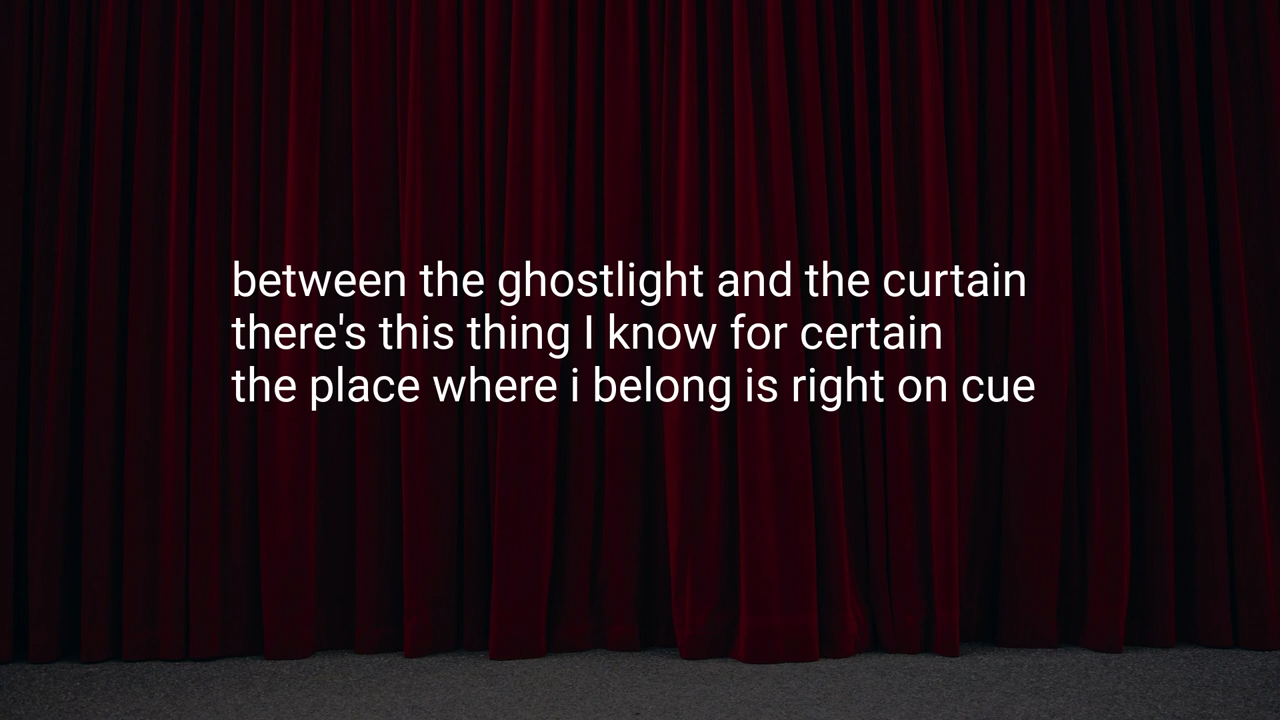 between the ghostlight and the curtain
there's this thing I know for certain
the place where i belong is right on cue